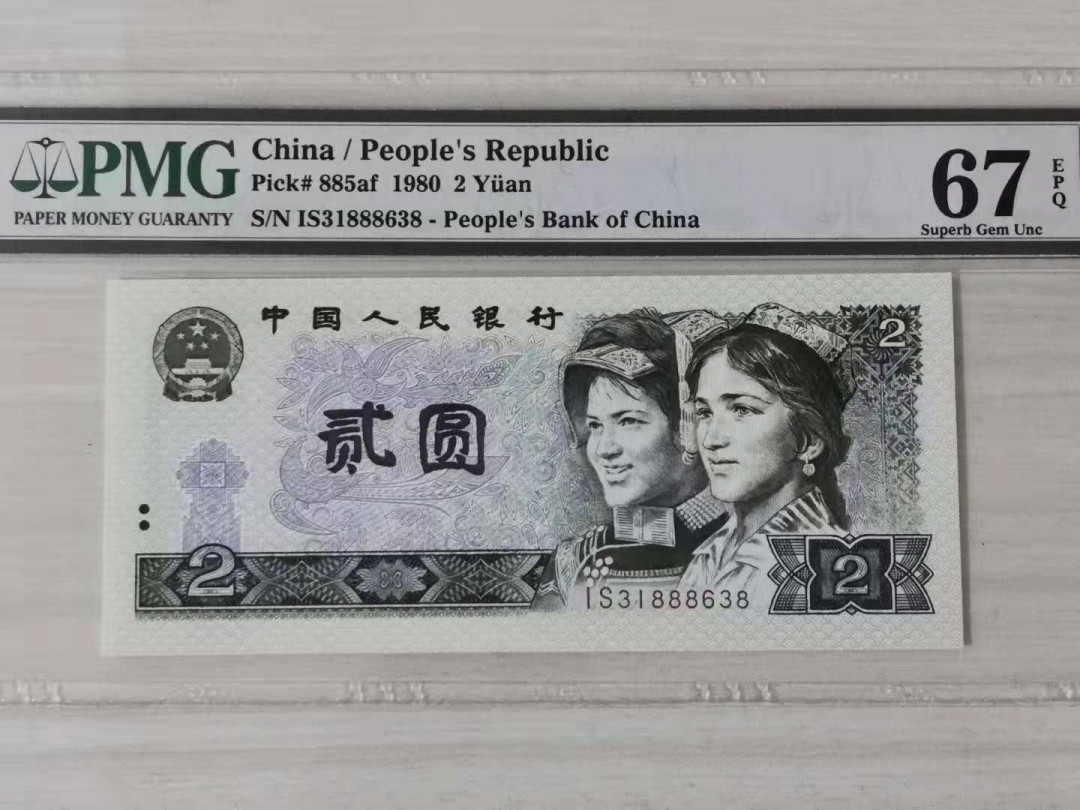 PMG
PAPER MONEY GUARANTY
China / People's Republic
Pick# 885af 1980 2 Yüan
S/N IS31888638 - People's Bank of China
67
EPQ
Superb Gem Unc
中国人民银行
2
贰圆
2
2
IS31888638